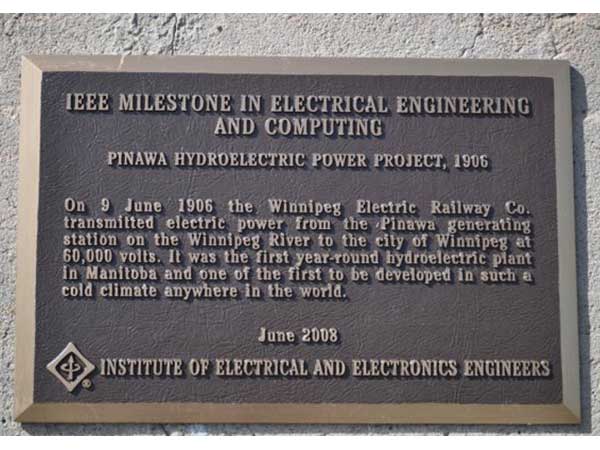 IEEE MILESTONE IN ELECTRICAL ENGINEERING
AND COMPUTING
PINAWA HYDROELECTRIC POWER PROJECT, 1906
On 9 June 1906 the Winnipeg Electric Railway Co.
transmitted electric power from the Pinawa generating
station on the Winnipeg River to the city of Winnipeg at
60,000 volts. It was the first year-round hydroelectric plant
in Manitoba and one of the first to be developed in such a
cold climate anywhere in the world.
June 2008
® INSTITUTE OF ELECTRICAL AND ELECTRONICS ENGINEERS